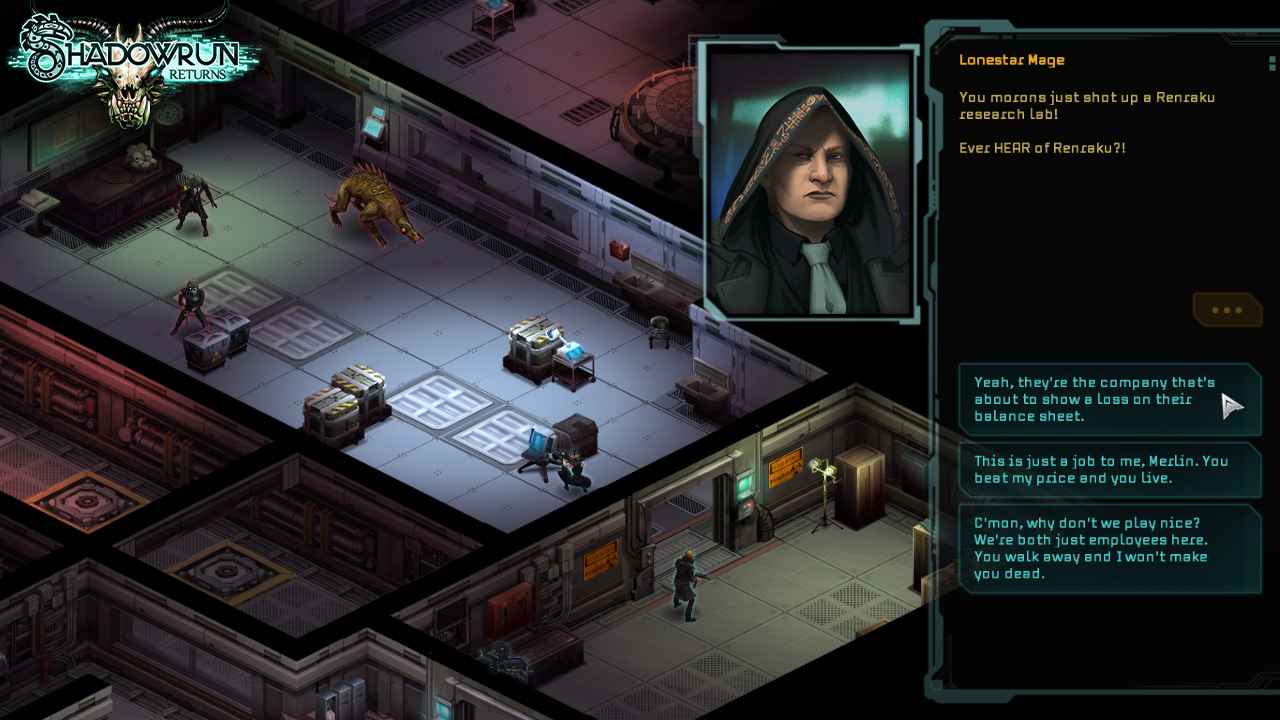 SHADOWRUN
RETURNS
Lonestar Mage
You morons just shot up a Renraku
research lab!
Ever HEAR of Renraku?!
Yeah, they're the company that's
about to show a loss on their
balance sheet.
This is just a job to me, Merlin. You
beat my price and you live.
C'mon, why don't we play nice?
We're both just employees here.
You walk away and I won't make
you dead.